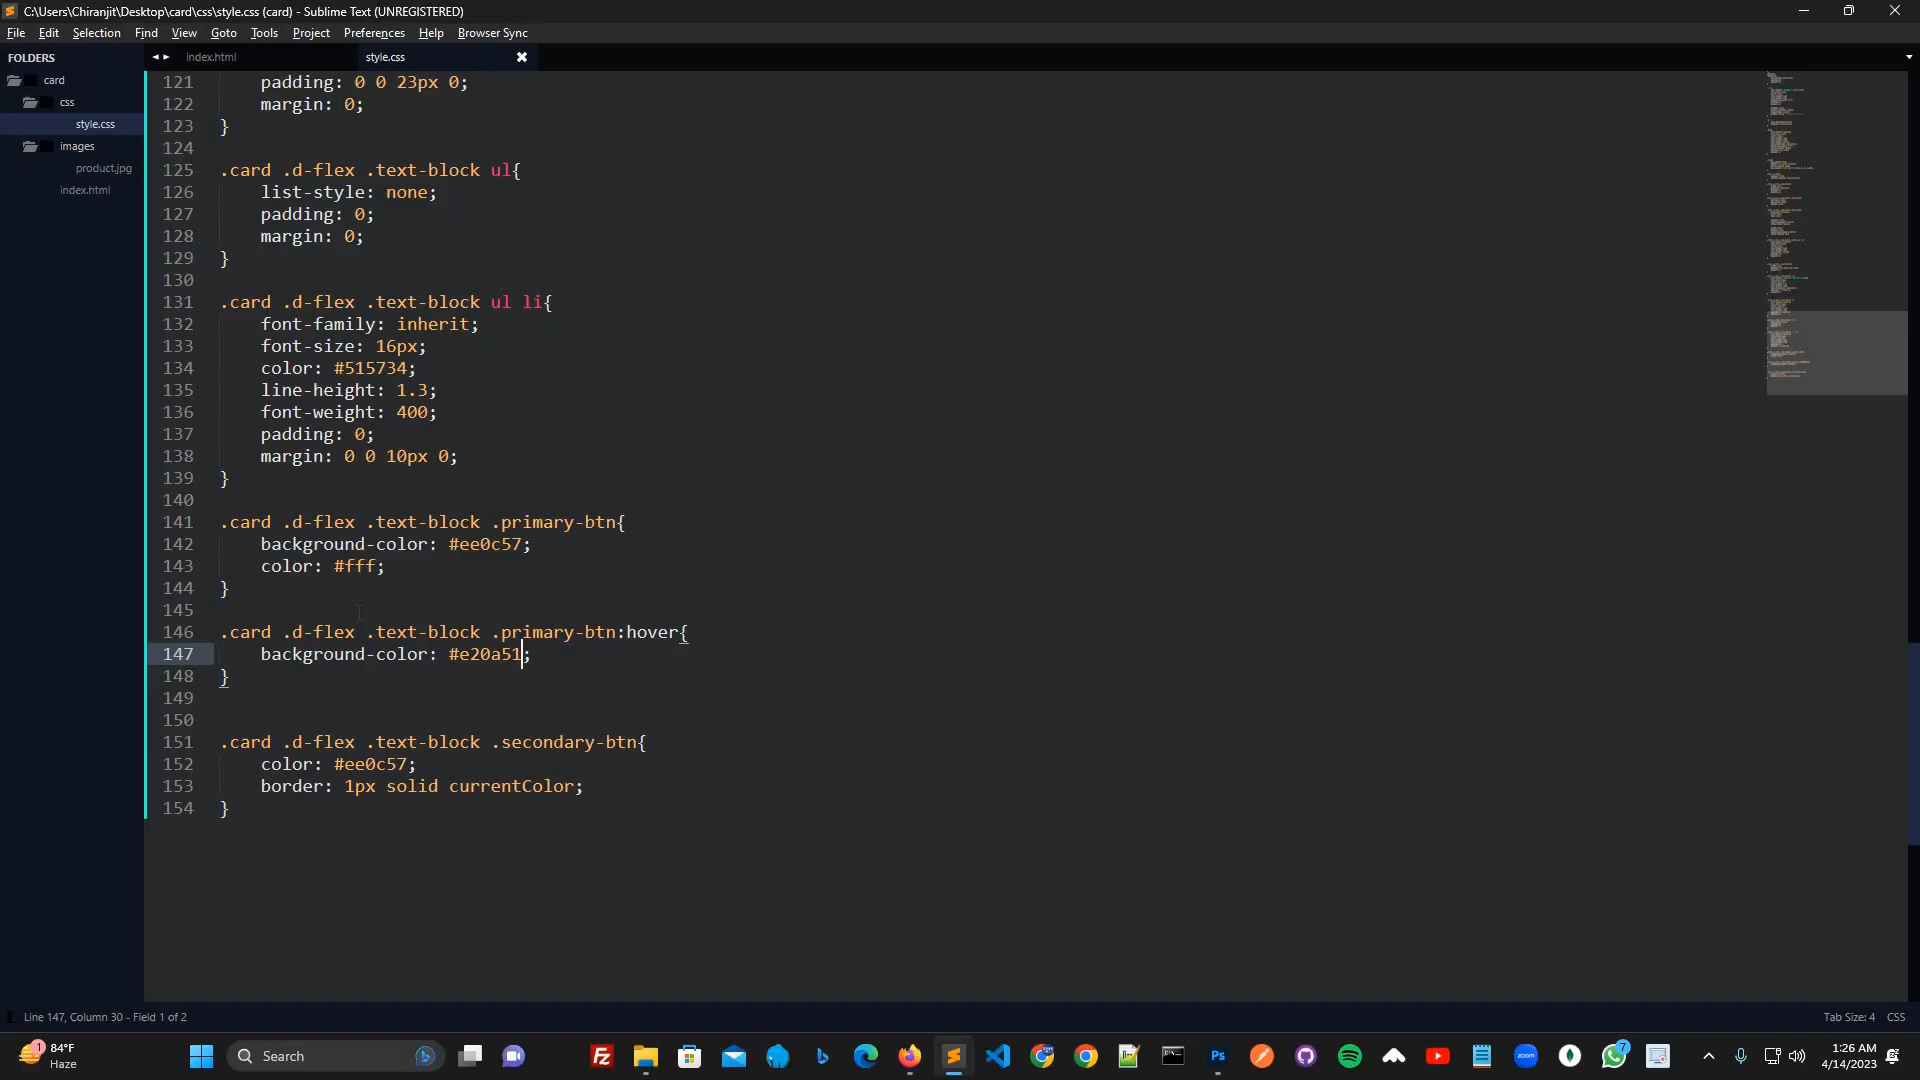 C:\Users\Chiranjit\Desktop\card\css\style.css (card) - Sublime Text (UNREGISTERED)
File Edit Selection Find View Goto Tools Project Preferences Help Browser Sync
FOLDERS
card
css
style.css
images
product.jpg
index.html
index.html
style.css
121 padding: 0 0 23px 0;
122 margin: 0;
123 }
124
125 .card .d-flex .text-block ul{
126 list-style: none;
127 padding: 0;
128 margin: 0;
129 }
130
131 .card .d-flex .text-block ul li{
132 font-family: inherit;
133 font-size: 16px;
134 color: #515734;
135 line-height: 1.3;
136 font-weight: 400;
137 padding: 0;
138 margin: 0 0 10px 0;
139 }
140
141 .card .d-flex .text-block .primary-btn{
142 background-color: #ee0c57;
143 color: #fff;
144 }
145
146 .card .d-flex .text-block .primary-btn:hover{
147 background-color: #e20a51;
148 }
149
150
151 .card .d-flex .text-block .secondary-btn{
152 color: #ee0c57;
153 border: 1px solid currentColor;
154 }
Line 147, Column 30 - Field 1 of 2
Tab Size: 4 CSS
1
84°F
Haze
Search
Fz
Ps
zoom
7
1:26 AM
4/14/2023